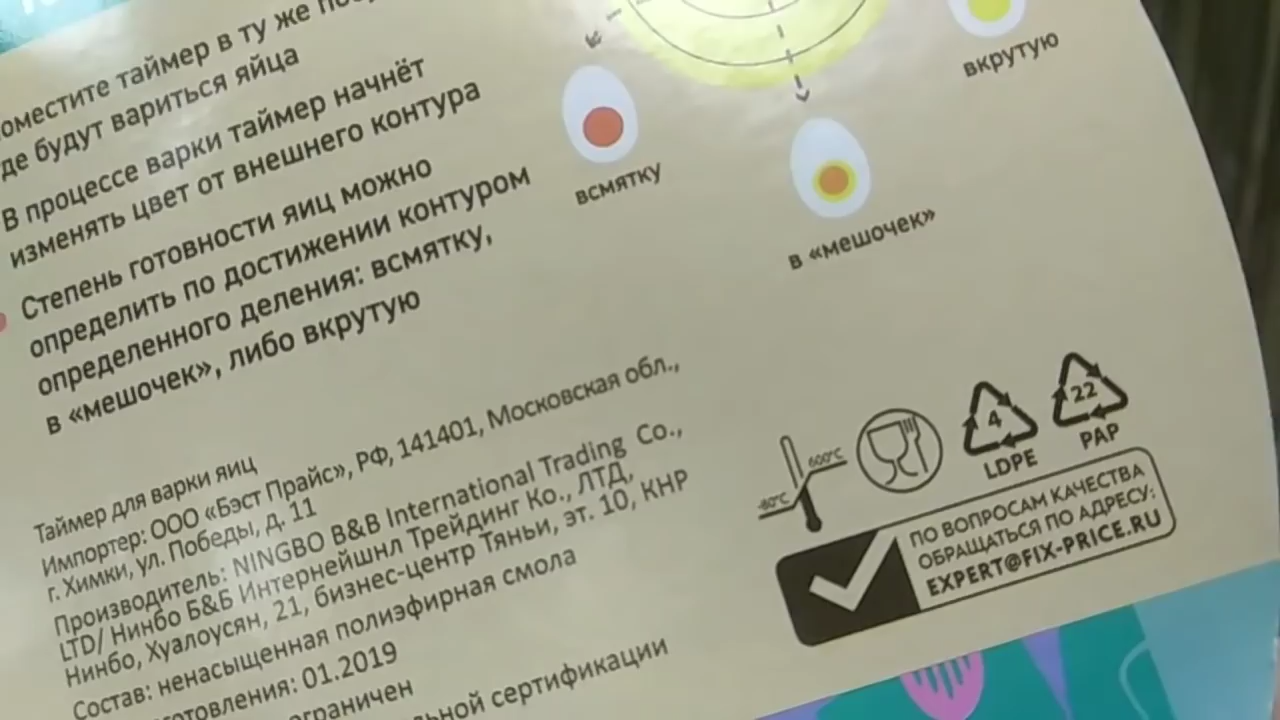 оместите таймер в ту же
де будут вариться яйца
В процессе варки таймер начнёт
изменять цвет от внешнего контура
Степень готовности яиц можно
определить по достижении контуром
определенного деления: всмятку,
в «мешочек», либо вкрутую
всмятку
в «мешочек»
вкрутую
Таймер для варки яиц
Импортер: ООО «Бэст Прайс», РФ, 141401, Московская обл.,
г. Химки, ул. Победы, д. 11
Производитель: NINGBO B&B International Trading Co.,
LTD/ Нинбо Б&Б Интернейшнл Трейдинг Ко., ЛТД,
Нинбо, Хуалоусян, 21, бизнес-центр Тяньи, эт. 10, КНР
Состав: ненасыщенная полиэфирная смола
готовления: 01.2019
ограничен
льной сертификации
4
LDPE
22
PAP
ПО ВОПРОСАМ КАЧЕСТВА
ОБРАЩАТЬСЯ ПО АДРЕСУ:
EXPERT@FIX-PRICE.RU